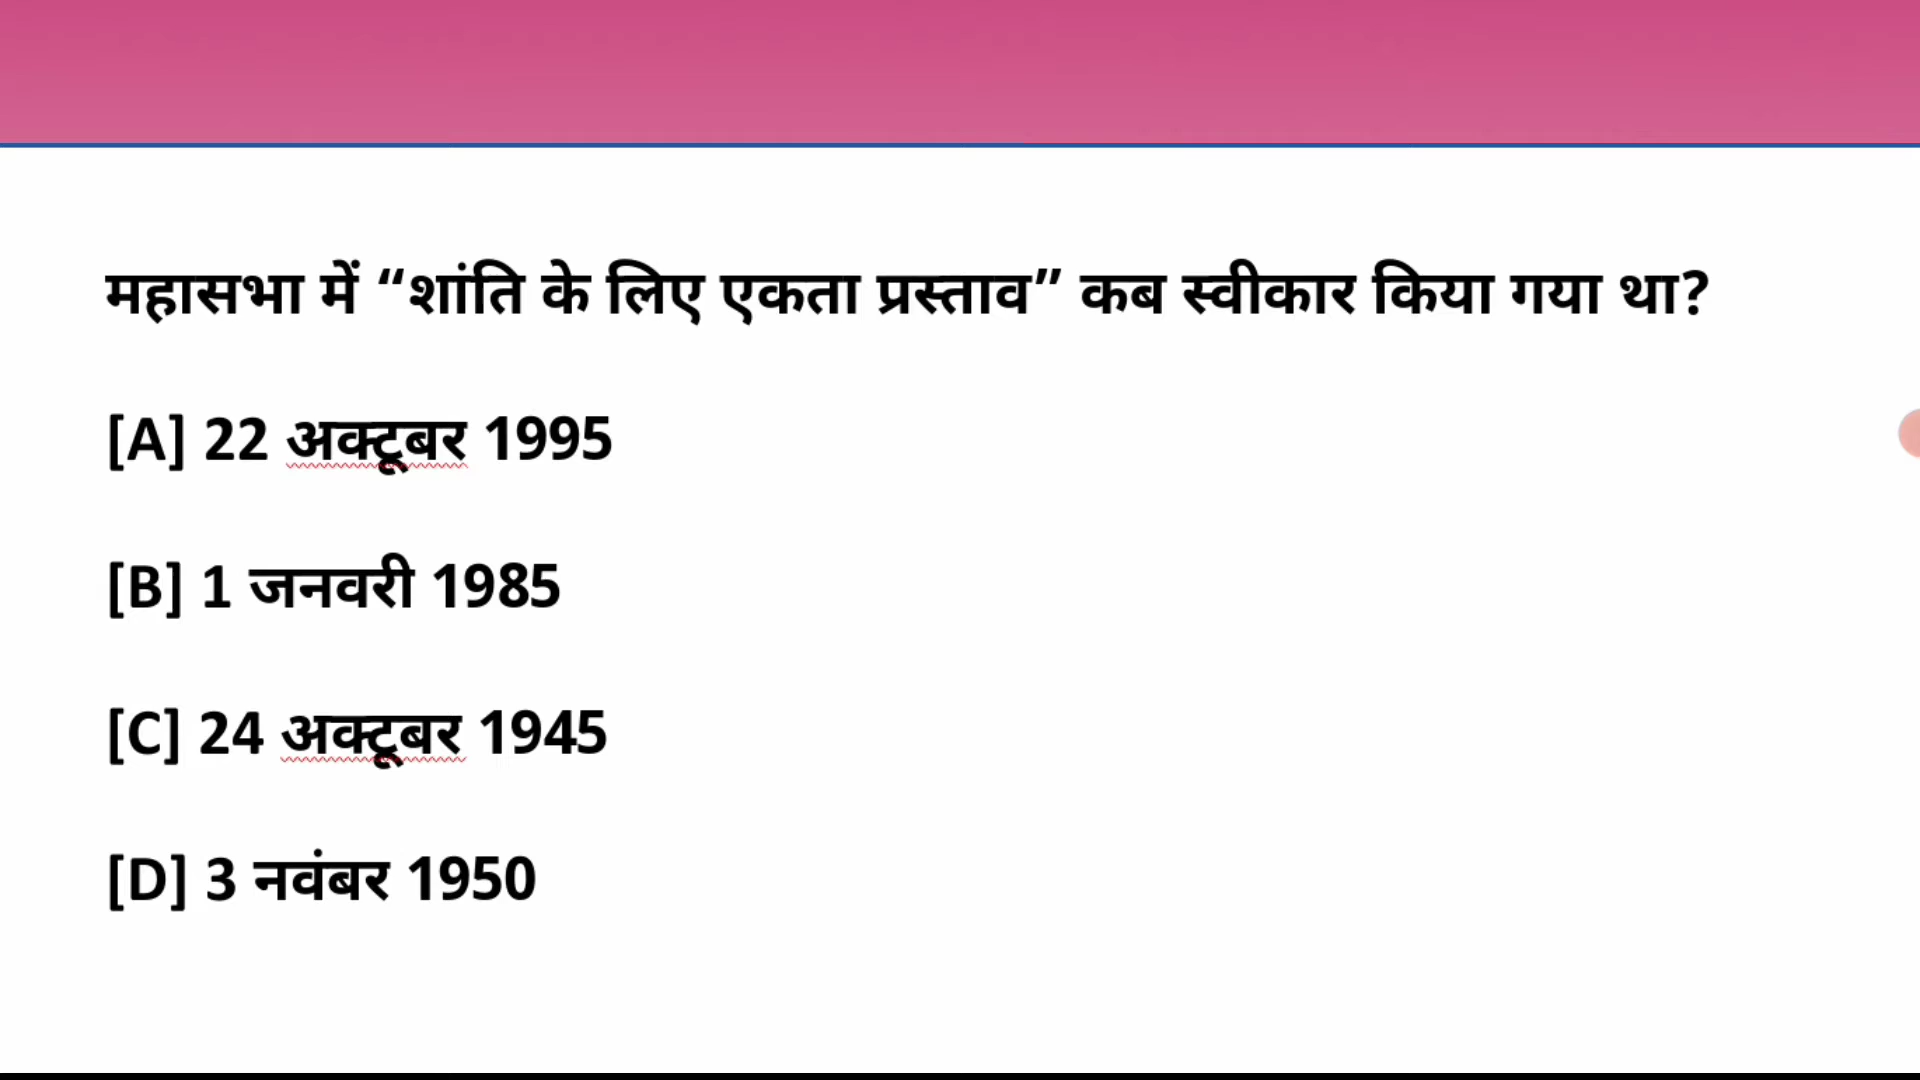 महासभा में “शांति के लिए एकता प्रस्ताव” कब स्वीकार किया गया था?
[A] 22 अक्टूबर 1995
[B] 1 जनवरी 1985
[C] 24 अक्टूबर 1945
[D] 3 नवंबर 1950